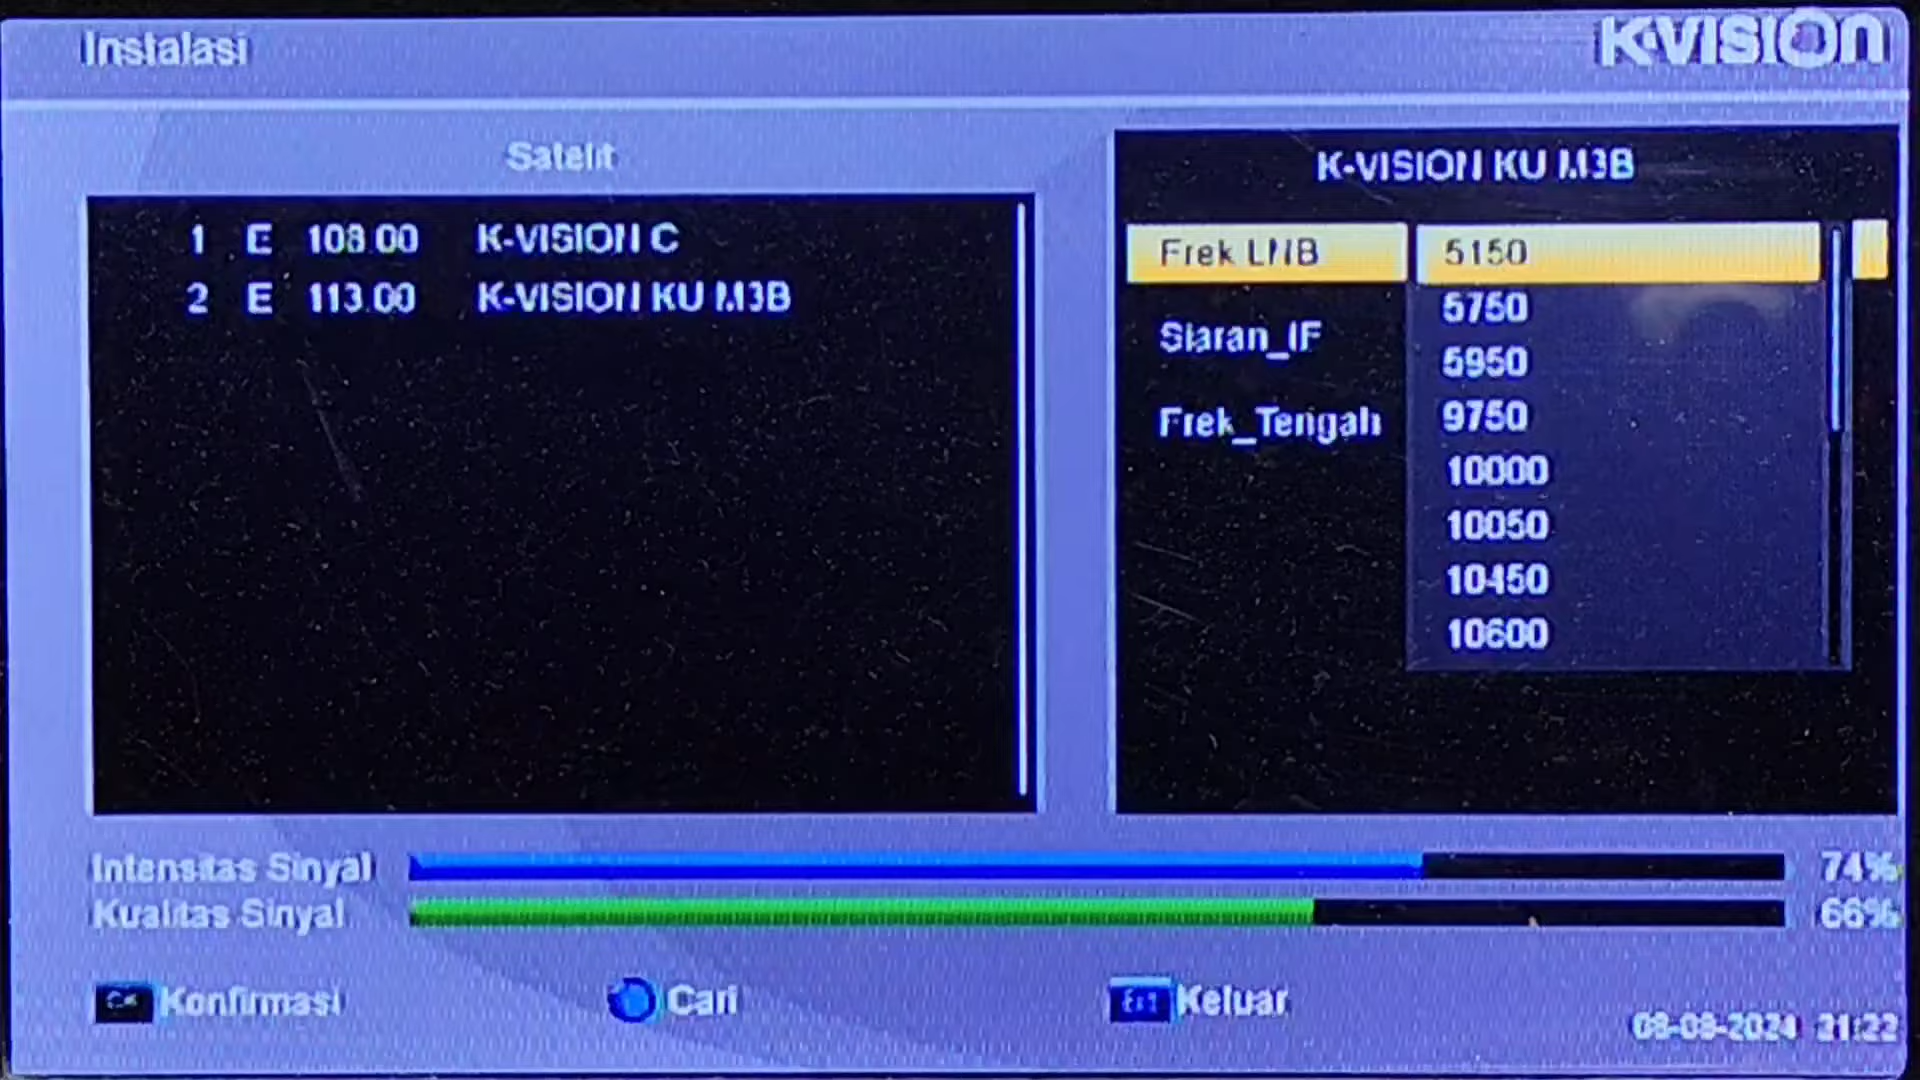 Instalasi
K-VISION
Satelit
1 E 108.00 K-VISION C
2 E 113.00 K-VISION KU M3B
K-VISION KU M3B
Frek LNB
5150
5750
5950
9750
10000
10050
10450
10600
Siaran_IF
Frek_Tengah
Intensitas Sinyal 74%
Kualitas Sinyal 66%
OK Konfirmasi
Cari
Exit Keluar
08-08-2024 21:22